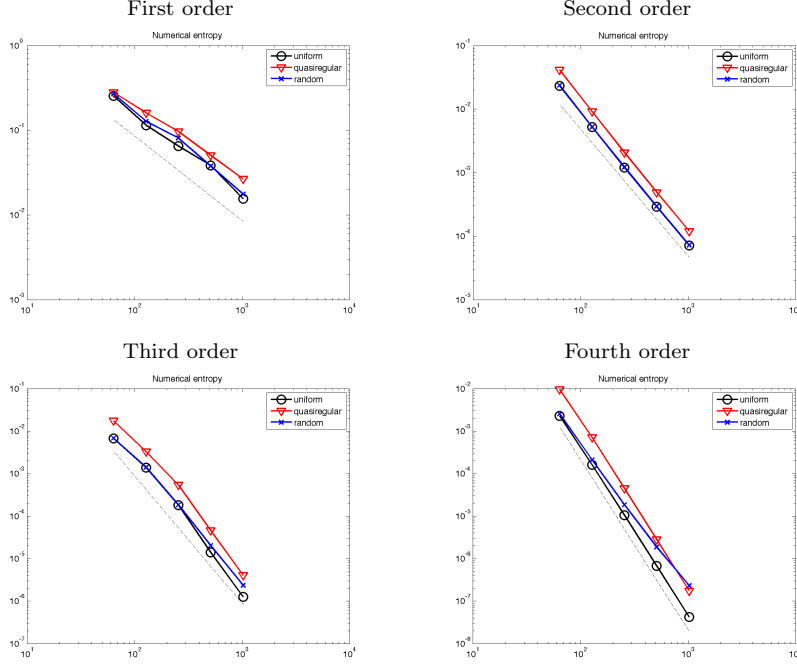 First order
Numerical entropy
10^0
uniform
quasiregular
random
10^-1
10^-2
10^-3
10^1 10^2 10^3 10^4
Second order
Numerical entropy
10^-1
uniform
quasiregular
random
10^-2
10^-3
10^-4
10^-5
10^1 10^2 10^3
Third order
Numerical entropy
10^-1
uniform
quasiregular
random
10^-2
10^-3
10^-4
10^-5
10^-6
10^-7
10^1 10^2 10^3 10^4
Fourth order
Numerical entropy
10^-2
uniform
quasiregular
random
10^-3
10^-4
10^-5
10^-6
10^-7
10^-8
10^1 10^2 10^3